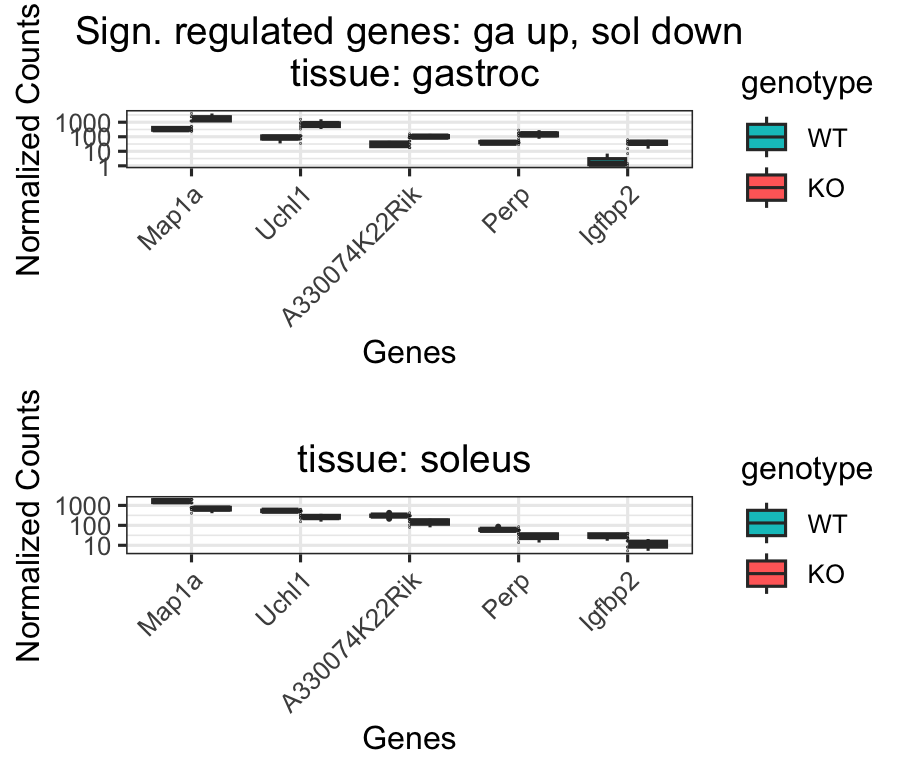 Sign. regulated genes: ga up, sol down
tissue: gastroc
Normalized Counts
1000
100
10
1
Map1a
Uchl1
A330074K22Rik
Perp
Igfbp2
Genes
genotype
WT
KO
tissue: soleus
Normalized Counts
1000
100
10
Map1a
Uchl1
A330074K22Rik
Perp
Igfbp2
Genes
genotype
WT
KO